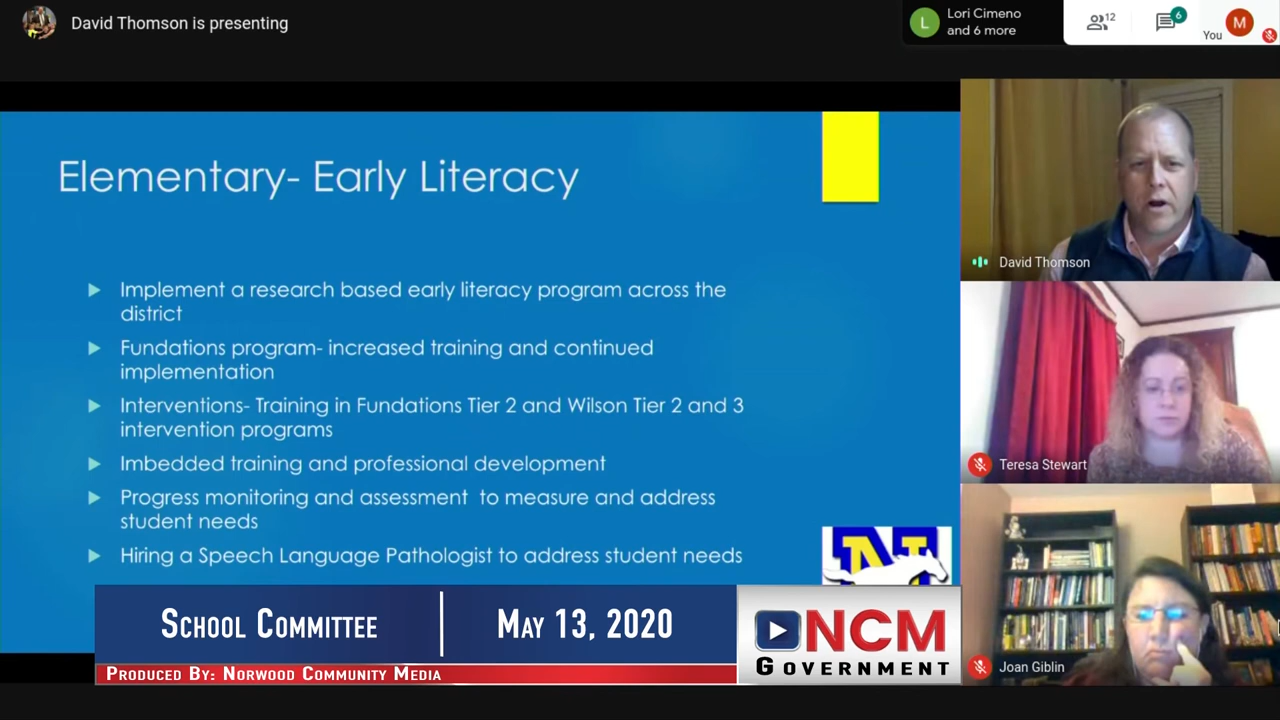 David Thomson is presenting
L
Lori Cimeno
and 6 more
12
6
You
M
Elementary- Early Literacy
Implement a research based early literacy program across the
district
Fundations program- increased training and continued
implementation
Interventions- Training in Fundations Tier 2 and Wilson Tier 2 and 3
intervention programs
Imbedded training and professional development
Progress monitoring and assessment to measure and address
student needs
Hiring a Speech Language Pathologist to address student needs
N
David Thomson
Teresa Stewart
Joan Giblin
School Committee
May 13, 2020
NCM
Government
Produced By: Norwood Community Media